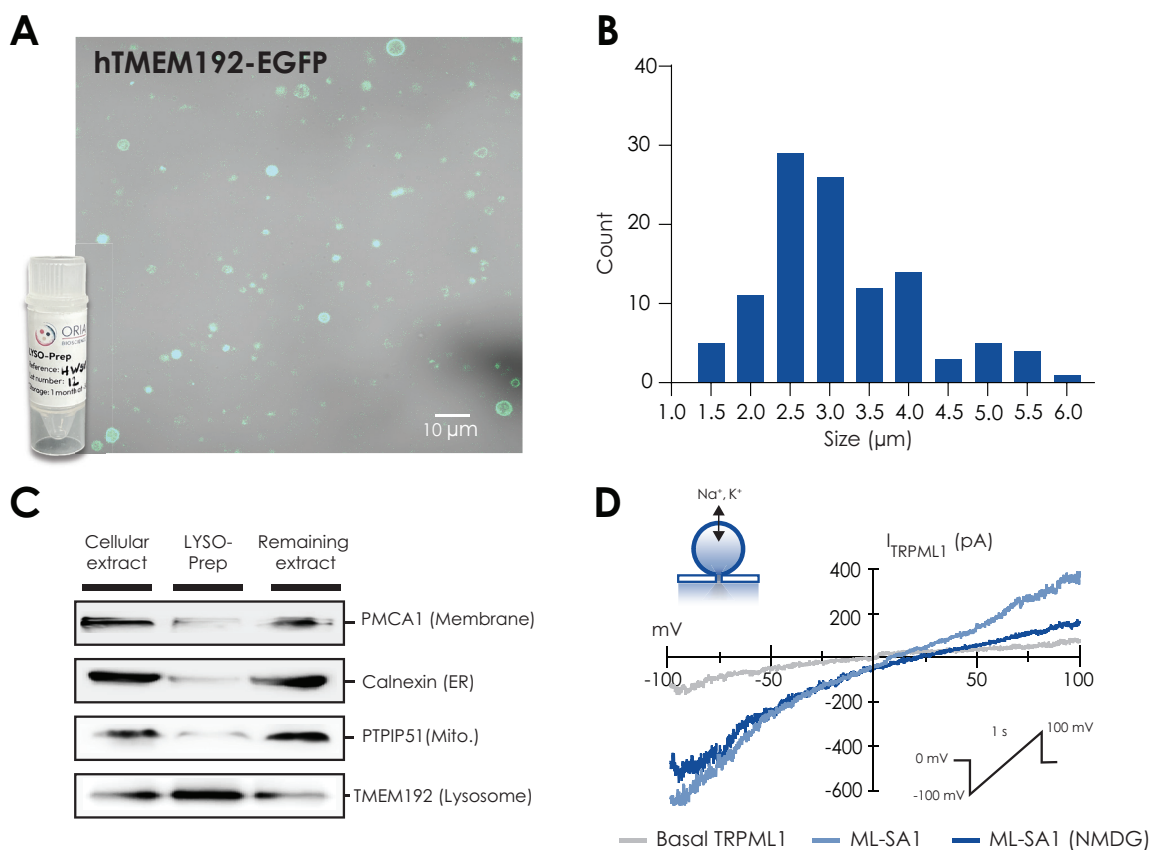 A
hTMEM192-EGFP
ORIA
LYSO-Prep
12
10 µm
B
40
30
20
10
0
Count
1.0 1.5 2.0 2.5 3.0 3.5 4.0 4.5 5.0 5.5 6.0
Size (µm)
C
Cellular extract
LYSO-Prep
Remaining extract
PMCA1 (Membrane)
Calnexin (ER)
PTPIP51(Mito.)
TMEM192 (Lysosome)
D
Na⁺, K⁺
I TRPML1 (pA)
400
200
mV
-100 -50 50 100
-200
-400
-600
1 s
100 mV
0 mV
-100 mV
Basal TRPML1 ML-SA1 ML-SA1 (NMDG)